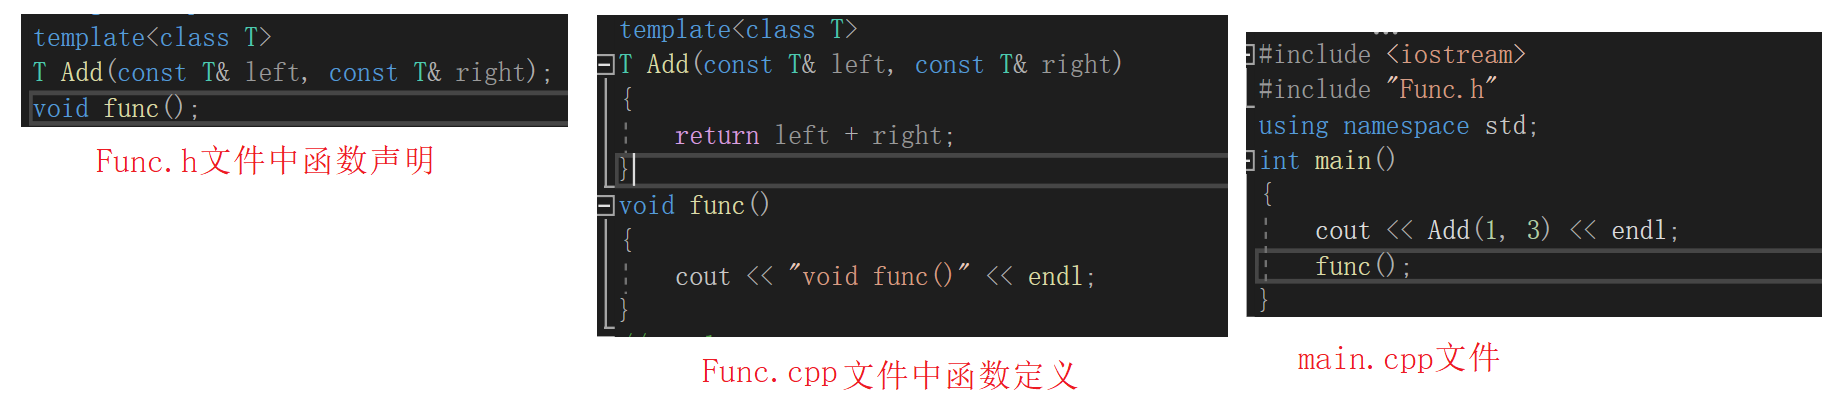 template<class T>
T Add(const T& left, const T& right);
void func();
Func.h文件中函数声明
template<class T>
T Add(const T& left, const T& right)
{
return left + right;
}
void func()
{
cout << "void func()" << endl;
}
Func.cpp文件中函数定义
#include <iostream>
#include "Func.h"
using namespace std;
int main()
{
cout << Add(1, 3) << endl;
func();
}
main.cpp文件